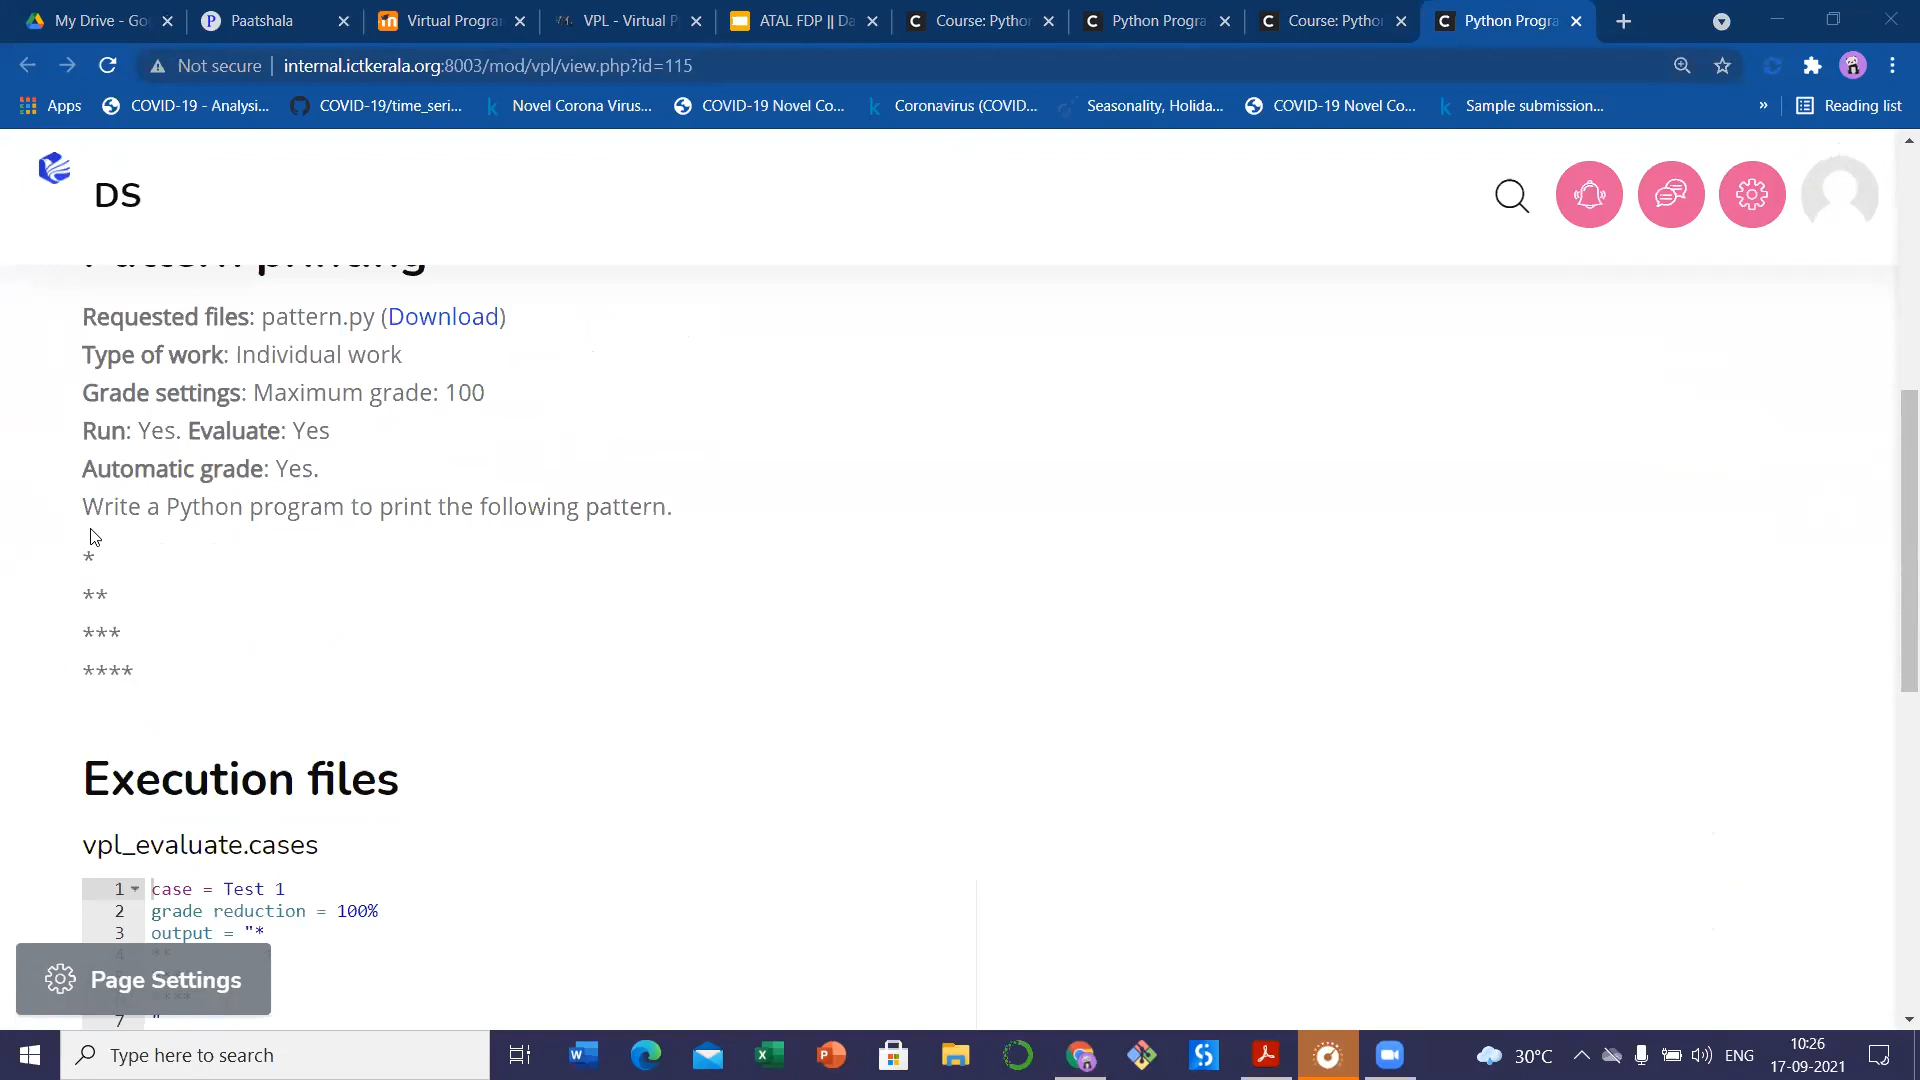 My Drive - Goo
Paatshala
Virtual Program
VPL - Virtual P
ATAL FDP || Da
Course: Pytho
Python Progra
Course: Pytho
Python Progra
Not secure
internal.ictkerala.org:8003/mod/vpl/view.php?id=115
Apps
COVID-19 - Analysi...
COVID-19/time_seri...
Novel Corona Virus...
COVID-19 Novel Co...
Coronavirus (COVID...
Seasonality, Holida...
COVID-19 Novel Co...
Sample submission...
»
Reading list
DS
Pattern printing
Requested files: pattern.py (Download)
Type of work: Individual work
Grade settings: Maximum grade: 100
Run: Yes. Evaluate: Yes
Automatic grade: Yes.
Write a Python program to print the following pattern.
*
**
***
****
Execution files
vpl_evaluate.cases
1 case = Test 1
2 grade reduction = 100%
3 output = "*
7 "
Page Settings
Type here to search
30°C
ENG
10:26
17-09-2021